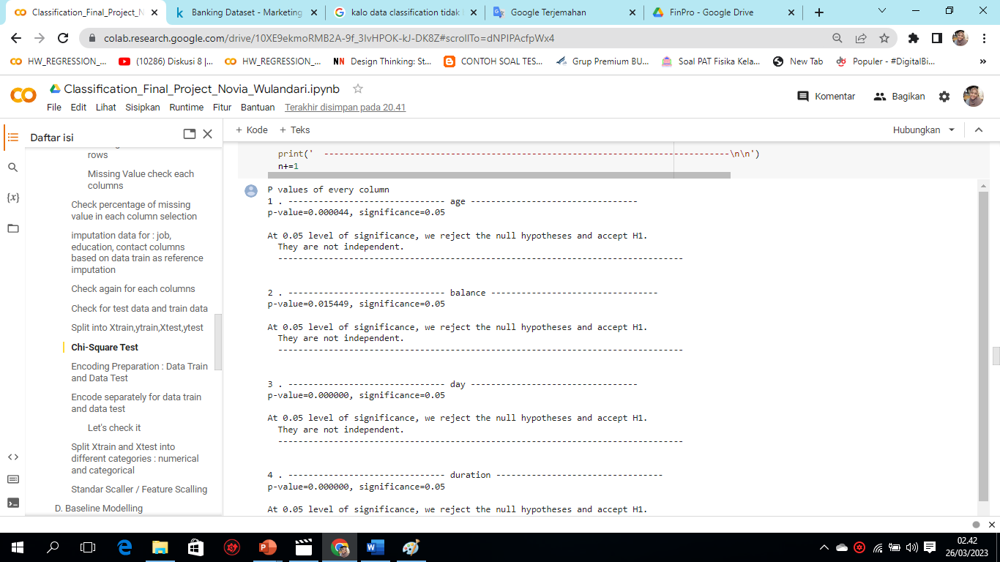 Classification_Final_Project_N
Banking Dataset - Marketing
kalo data classification tidak
Google Terjemahan
FinPro - Google Drive
colab.research.google.com/drive/10XE9ekmoRMB2A-9f_3IvHPOK-kJ-DK8Z#scrollTo=dNPIPAcfpWx4
HW_REGRESSION_...
(10286) Diskusi 8 |...
HW_REGRESSION_...
NN Design Thinking: St...
CONTOH SOAL TES...
Grup Premium BU...
Soal PAT Fisika Kela...
New Tab
Populer - #DigitalBi...
Classification_Final_Project_Novia_Wulandari.ipynb
Komentar
Bagikan
File Edit Lihat Sisipkan Runtime Fitur Bantuan Terakhir disimpan pada 20.41
Daftar isi
+ Kode + Teks
Hubungkan
rows
Missing Value check each
columns
Check percentage of missing
value in each column selection
imputation data for : job,
education, contact columns
based on data train as reference
imputation
Check again for each columns
Check for test data and train data
Split into Xtrain,ytrain,Xtest,ytest
Chi-Square Test
Encoding Preparation : Data Train
and Data Test
Encode separately for data train
and data test
Let's check it
Split Xtrain and Xtest into
different categories : numerical
and categorical
Standar Scaller / Feature Scalling
D. Baseline Modelling
print(' --------------------------------------------------------------------------------\n\n')
n+=1
P values of every column
1 . ------------------------------- age ---------------------------------
p-value=0.000044, significance=0.05
At 0.05 level of significance, we reject the null hypotheses and accept H1.
They are not independent.
--------------------------------------------------------------------------------
2 . ------------------------------- balance ---------------------------------
p-value=0.015449, significance=0.05
At 0.05 level of significance, we reject the null hypotheses and accept H1.
They are not independent.
--------------------------------------------------------------------------------
3 . ------------------------------- day ---------------------------------
p-value=0.000000, significance=0.05
At 0.05 level of significance, we reject the null hypotheses and accept H1.
They are not independent.
--------------------------------------------------------------------------------
4 . ------------------------------- duration ---------------------------------
p-value=0.000000, significance=0.05
At 0.05 level of significance, we reject the null hypotheses and accept H1.
02.42
26/03/2023